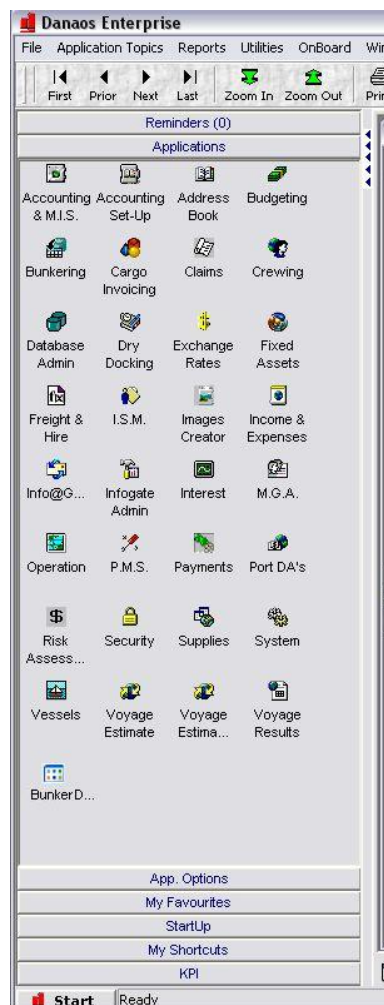 Danaos Enterprise
File Application Topics Reports Utilities OnBoard
First Prior Next Last Zoom In Zoom Out
Reminders (0)
Applications
Accounting Accounting Address Budgeting
& M.I.S. Set-Up Book
Bunkering Cargo Claims Crewing
Invoicing
Database Dry Exchange Fixed
Admin Docking Rates Assets
Freight & I.S.M. Images Income &
Hire Creator Expenses
Info@G... Infogate Interest M.G.A.
Admin
Operation P.M.S. Payments Port DA's
Risk Security Supplies System
Assess...
Vessels Voyage Voyage Voyage
Estimate Estima... Results
BunkerD...
App. Options
My Favourites
StartUp
My Shortcuts
KPI
Start Ready